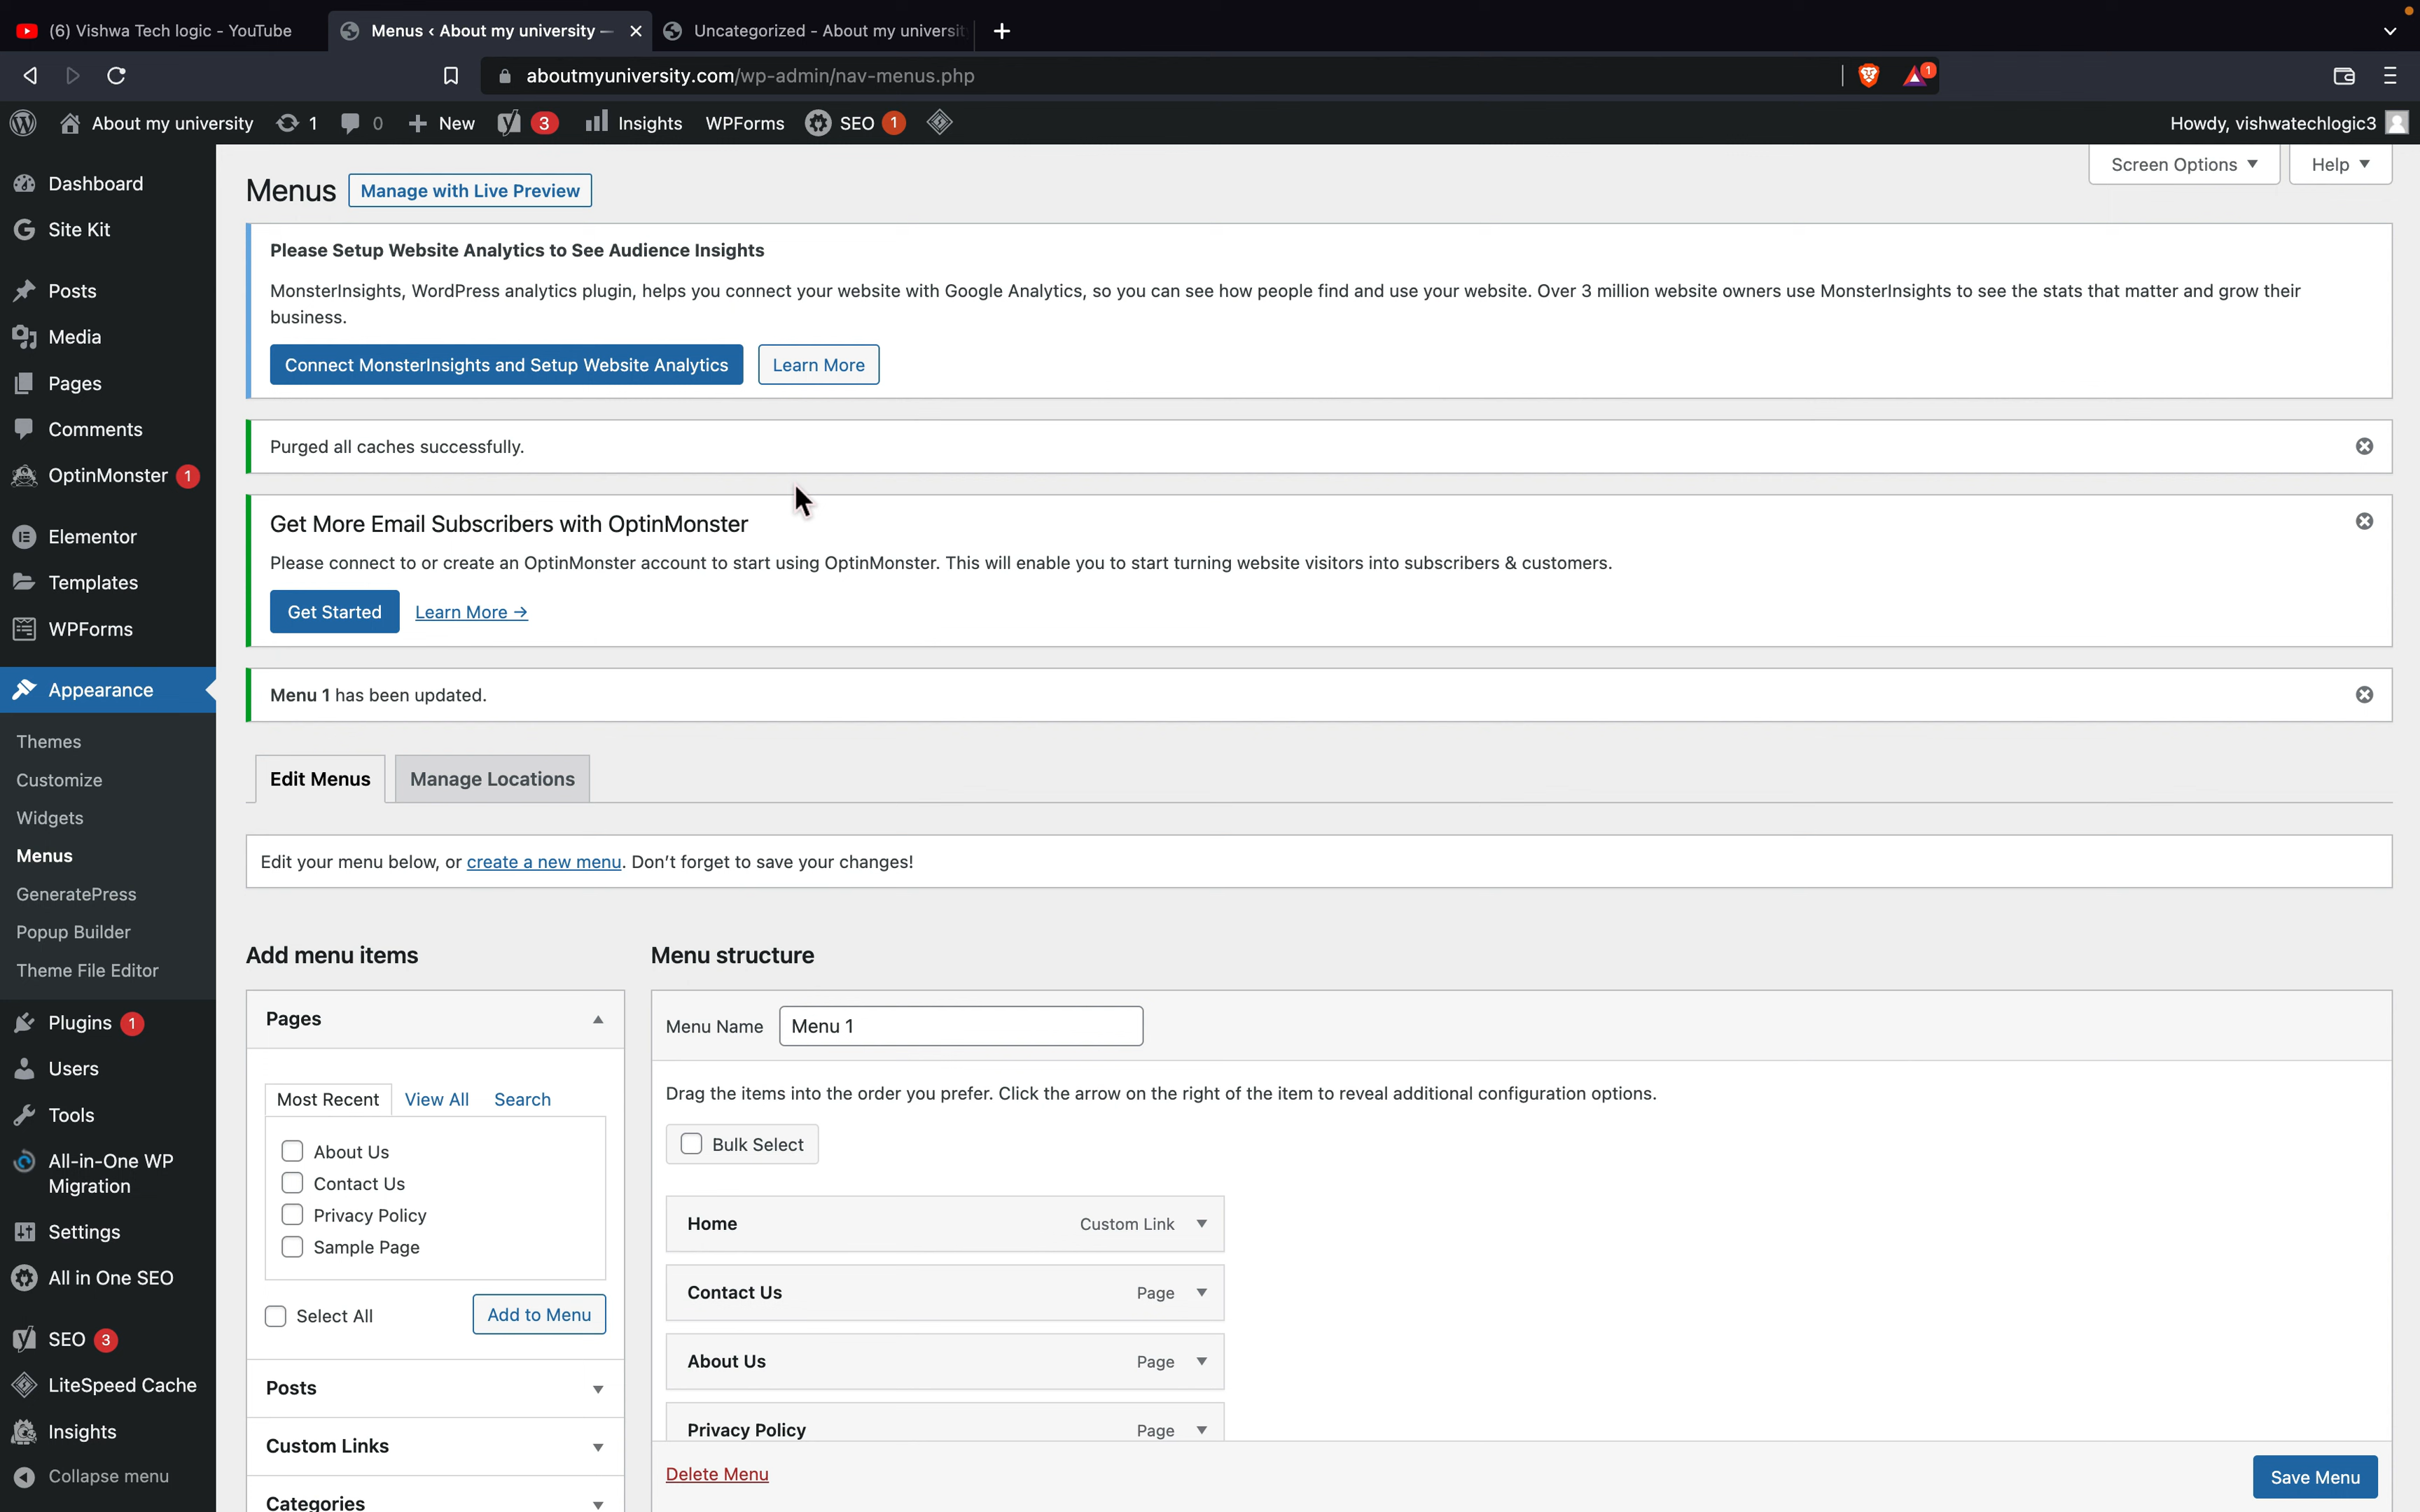 (6) Vishwa Tech logic - YouTube
Menus ‹ About my university —
Uncategorized - About my universit
aboutmyuniversity.com/wp-admin/nav-menus.php
1
About my university
1
0
New
3
Insights
WPForms
SEO
1
Howdy, vishwatechlogic3
Dashboard
Site Kit
Posts
Media
Pages
Comments
OptinMonster 1
Elementor
Templates
WPForms
Appearance
Themes
Customize
Widgets
Menus
GeneratePress
Popup Builder
Theme File Editor
Plugins 1
Users
Tools
All-in-One WP
Migration
Settings
All in One SEO
SEO 3
LiteSpeed Cache
Insights
Collapse menu
Screen Options
Help
Menus
Manage with Live Preview
Please Setup Website Analytics to See Audience Insights
MonsterInsights, WordPress analytics plugin, helps you connect your website with Google Analytics, so you can see how people find and use your website. Over 3 million website owners use MonsterInsights to see the stats that matter and grow their
business.
Connect MonsterInsights and Setup Website Analytics
Learn More
Purged all caches successfully.
Get More Email Subscribers with OptinMonster
Please connect to or create an OptinMonster account to start using OptinMonster. This will enable you to start turning website visitors into subscribers & customers.
Get Started
Learn More →
Menu 1 has been updated.
Edit Menus
Manage Locations
Edit your menu below, or create a new menu. Don't forget to save your changes!
Add menu items
Pages
Most Recent
View All
Search
About Us
Contact Us
Privacy Policy
Sample Page
Select All
Add to Menu
Posts
Custom Links
Categories
Menu structure
Menu Name
Menu 1
Drag the items into the order you prefer. Click the arrow on the right of the item to reveal additional configuration options.
Bulk Select
Home
Custom Link
Contact Us
Page
About Us
Page
Privacy Policy
Page
Delete Menu
Save Menu